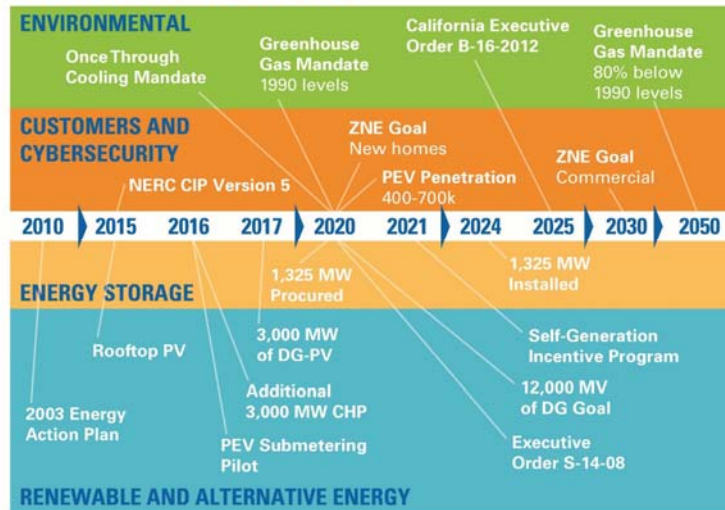 ENVIRONMENTAL
Once Through
Cooling Mandate
Greenhouse
Gas Mandate
1990 levels
California Executive
Order B-16-2012
Greenhouse
Gas Mandate
80% below
1990 levels
CUSTOMERS AND
CYBERSECURITY
NERC CIP Version 5
ZNE Goal
New homes
PEV Penetration
400-700k
ZNE Goal
Commercial
2010 2015 2016 2017 2020 2021 2024 2025 2030 2050
1,325 MW
Procured
1,325 MW
Installed
ENERGY STORAGE
Rooftop PV
3,000 MW
of DG-PV
Self-Generation
Incentive Program
2003 Energy
Action Plan
Additional
3,000 MW CHP
12,000 MV
of DG Goal
PEV Submetering
Pilot
Executive
Order S-14-08
RENEWABLE AND ALTERNATIVE ENERGY